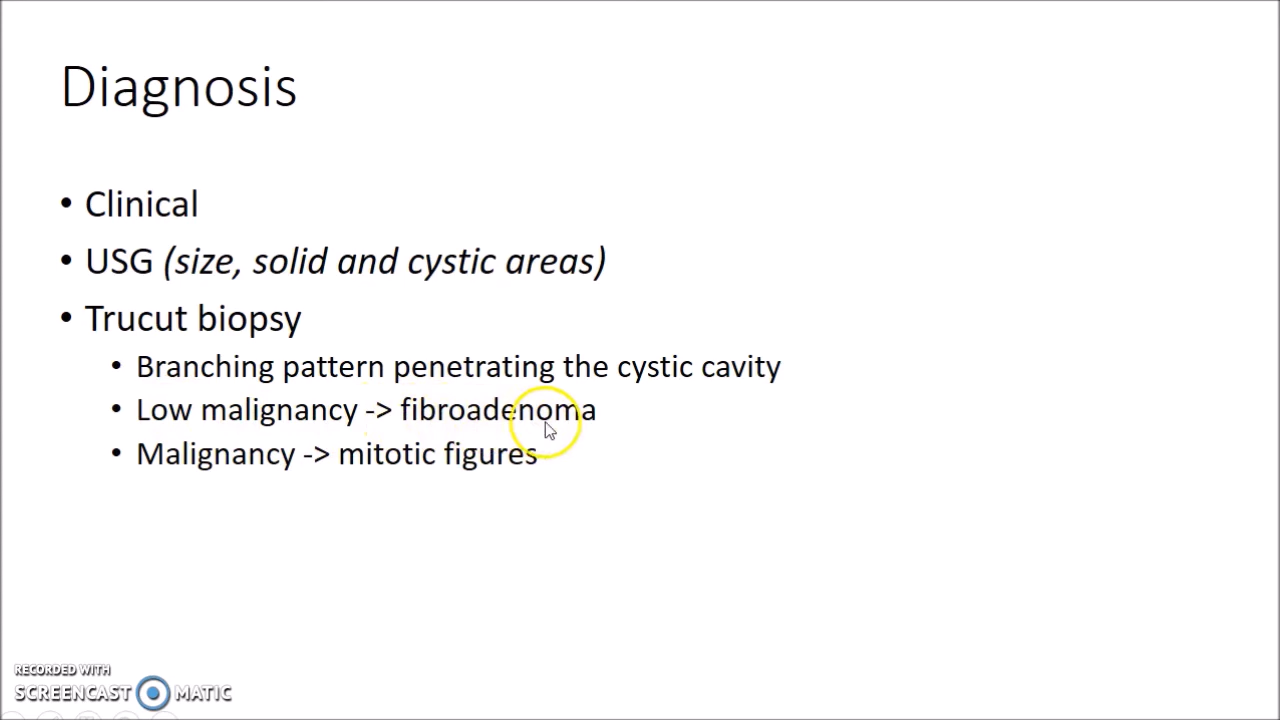 Diagnosis
• Clinical
• USG (size, solid and cystic areas)
• Trucut biopsy
• Branching pattern penetrating the cystic cavity
• Low malignancy -> fibroadenoma
• Malignancy -> mitotic figures
RECORDED WITH
SCREENCAST MATIC